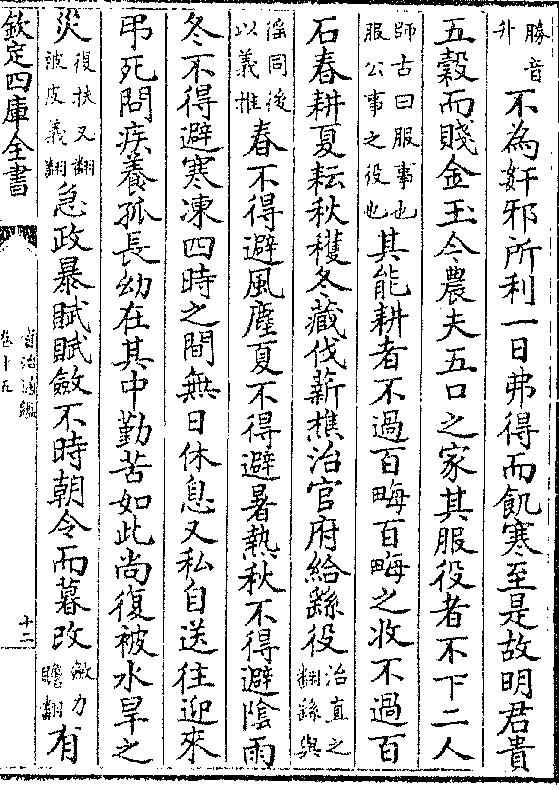 勝音升不為姧邪所利一日弗得而飢寒至是故明君貴
五糓而賤金玉今農夫五口之家其服役者不下二人
師古曰服事也服公事之役也其能耕者不過百畮百畮之收不過百
石春耕夏耘秋穫冬藏伐薪樵治官府給繇役治直之翻繇與
徭同後以義推春不得避風塵夏不得避暑熱秋不得避隂雨
冬不得避寒凍四時之間無日休息又私自送往迎來
弔死問疾養孤長幼在其中勤苦如此尚復被水旱之
災復扶又翻被皮義翻急政暴賦賦斂不時朝令而暮改斂力贍翻有
欽定四庫全書
資治通鑑
卷十五
十二